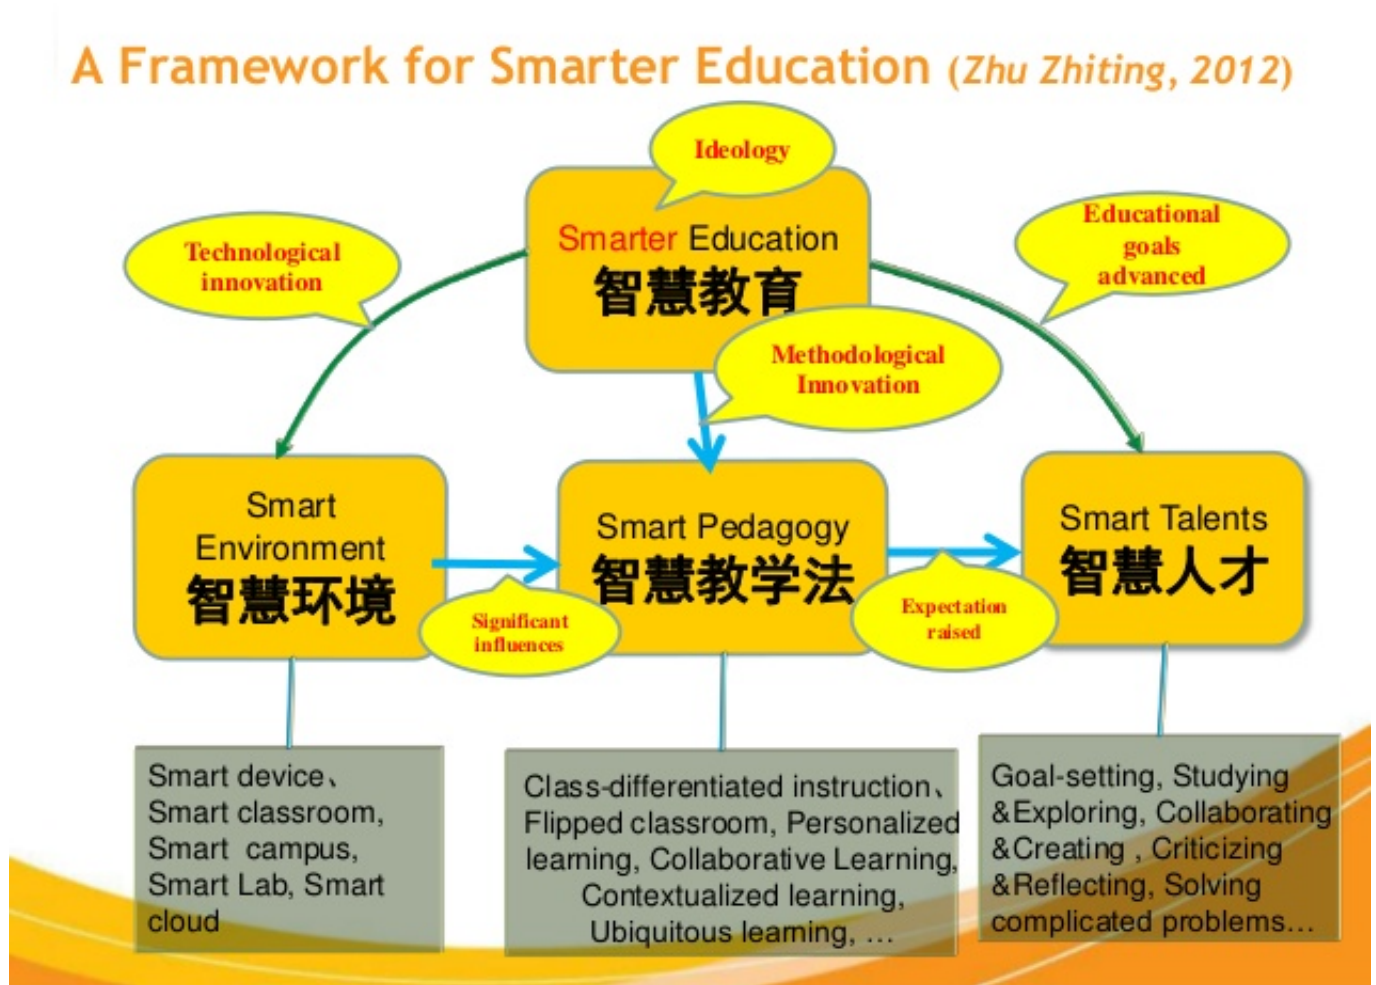 A Framework for Smarter Education (Zhu Zhiting, 2012)
Ideology
Smarter Education
智慧教育
Technological
innovation
Educational
goals
advanced
Methodological
Innovation
Smart
Environment
智慧环境
Smart Pedagogy
智慧教学法
Smart Talents
智慧人才
Significant
influences
Expectation
raised
Smart device、
Smart classroom,
Smart campus,
Smart Lab, Smart
cloud
Class-differentiated instruction、
Flipped classroom, Personalized
learning, Collaborative Learning,
Contextualized learning,
Ubiquitous learning, …
Goal-setting, Studying
&Exploring, Collaborating
&Creating , Criticizing
&Reflecting, Solving
complicated problems…